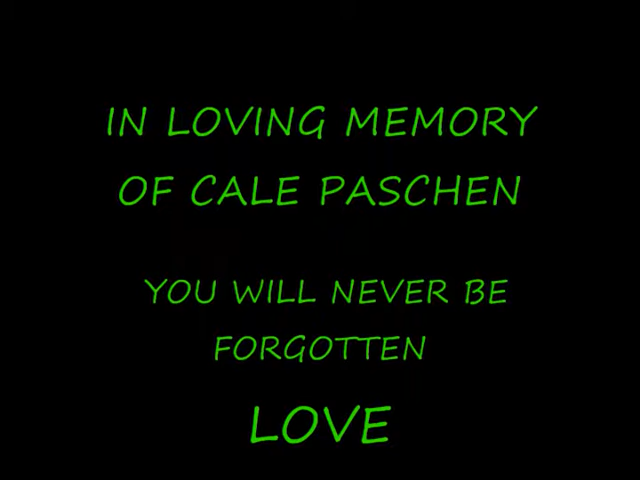 IN LOVING MEMORY
OF CALE PASCHEN
YOU WILL NEVER BE
FORGOTTEN
LOVE